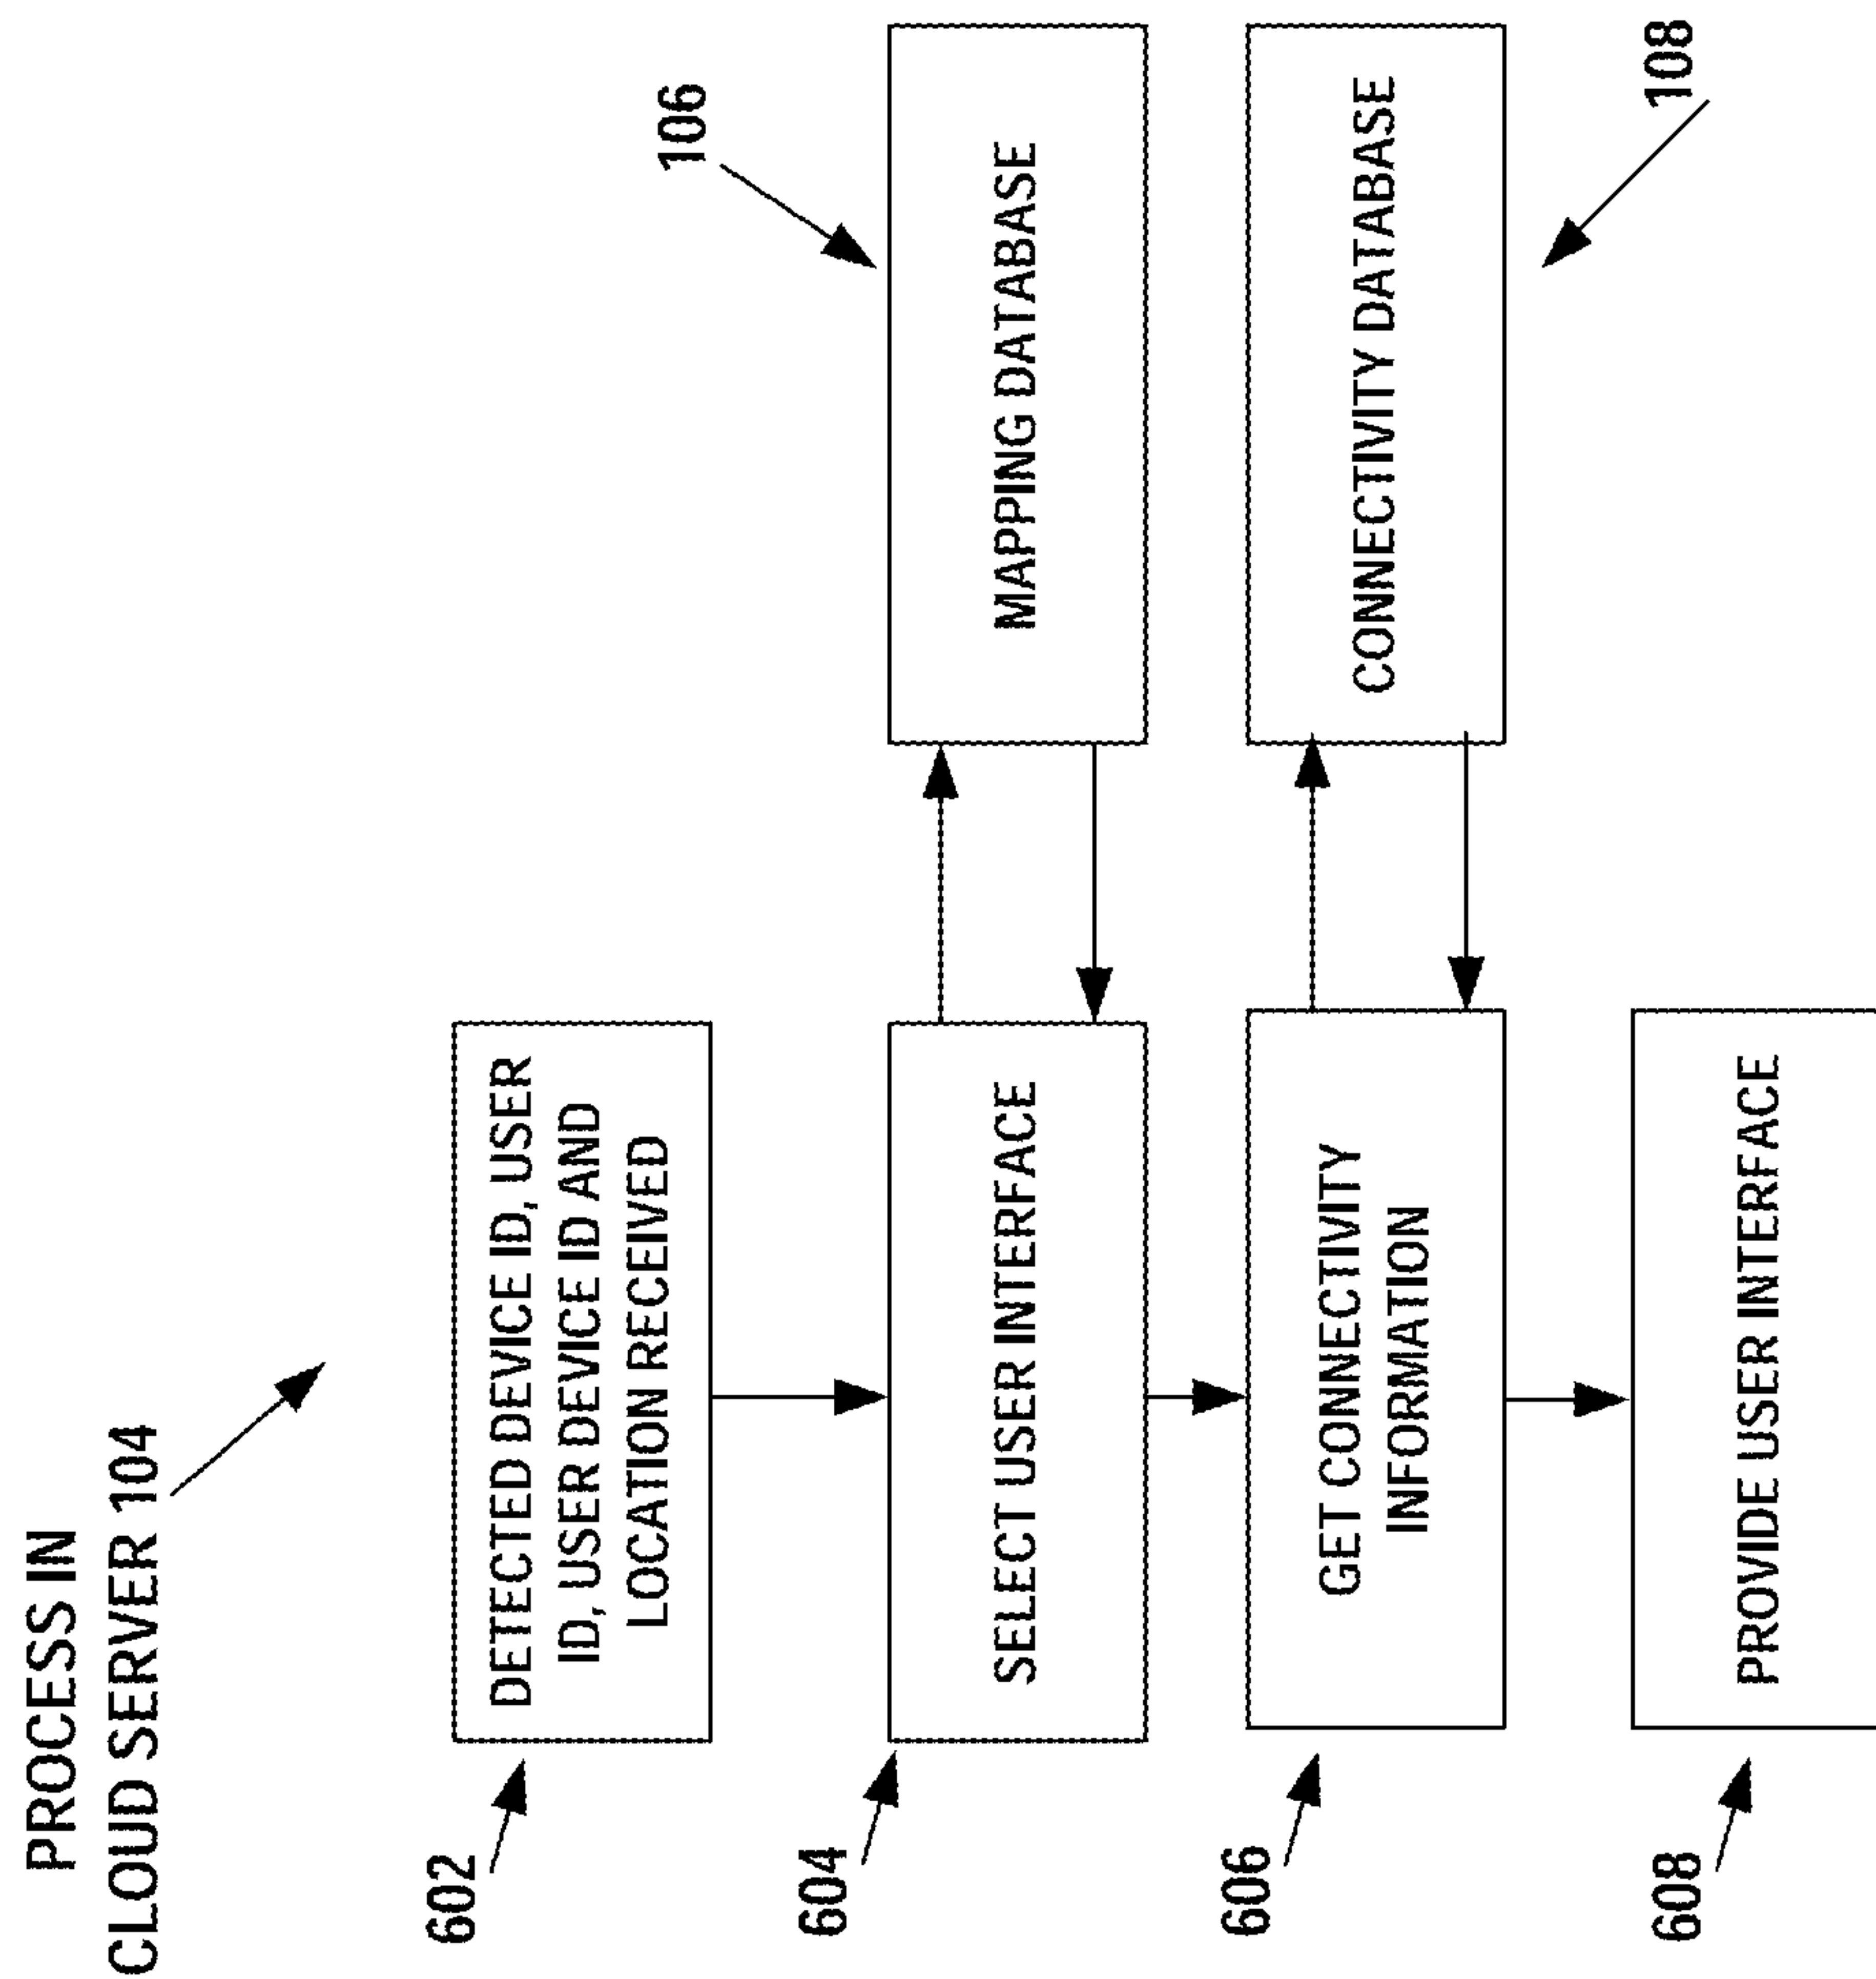 PROCESS IN
CLOUD SERVER 104
602
DETECTED DEVICE ID, USER
ID, USER DEVICE ID AND
LOCATION RECEIVED
106
604
SELECT USER INTERFACE
MAPPING DATABASE
606
GET CONNECTIVITY
INFORMATION
CONNECTIVITY DATABASE
108
608
PROVIDE USER INTERFACE